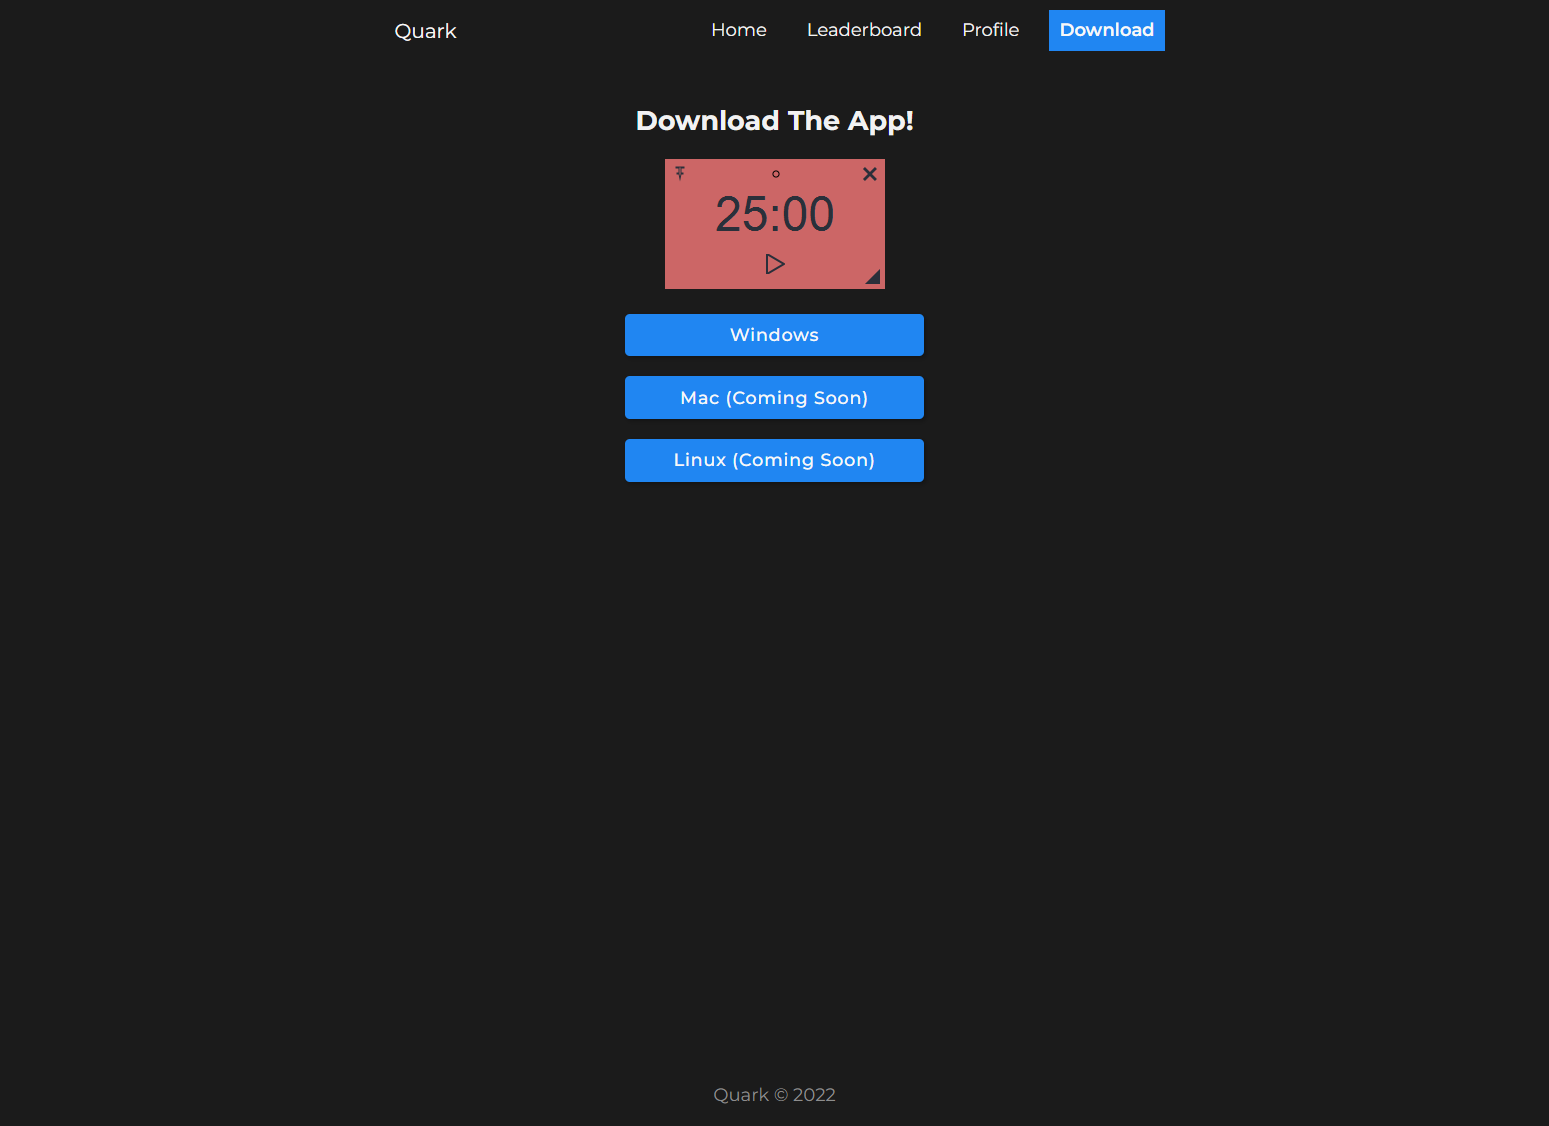 Quark
Home Leaderboard Profile Download
Download The App!
25:00
Windows
Mac (Coming Soon)
Linux (Coming Soon)
Quark © 2022